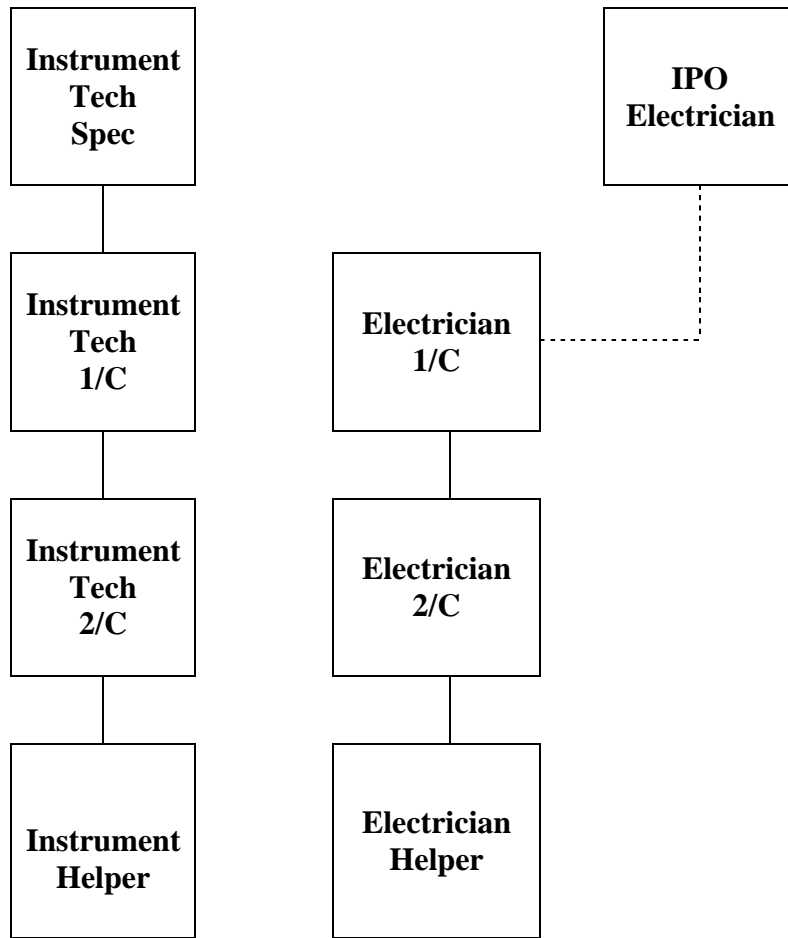 Instrument
Tech
Spec
IPO
Electrician
Instrument
Tech
1/C
Electrician
1/C
Instrument
Tech
2/C
Electrician
2/C
Instrument
Helper
Electrician
Helper